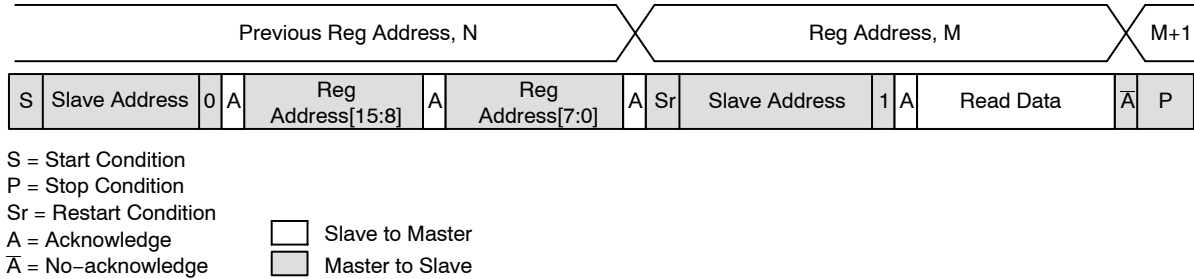 Previous Reg Address, N Reg Address, M M+1
S Slave Address 0 A Reg Address[15:8] A Reg Address[7:0] A Sr Slave Address 1 A Read Data A̅ P
S = Start Condition
P = Stop Condition
Sr = Restart Condition
A = Acknowledge
A̅ = No−acknowledge
Slave to Master
Master to Slave